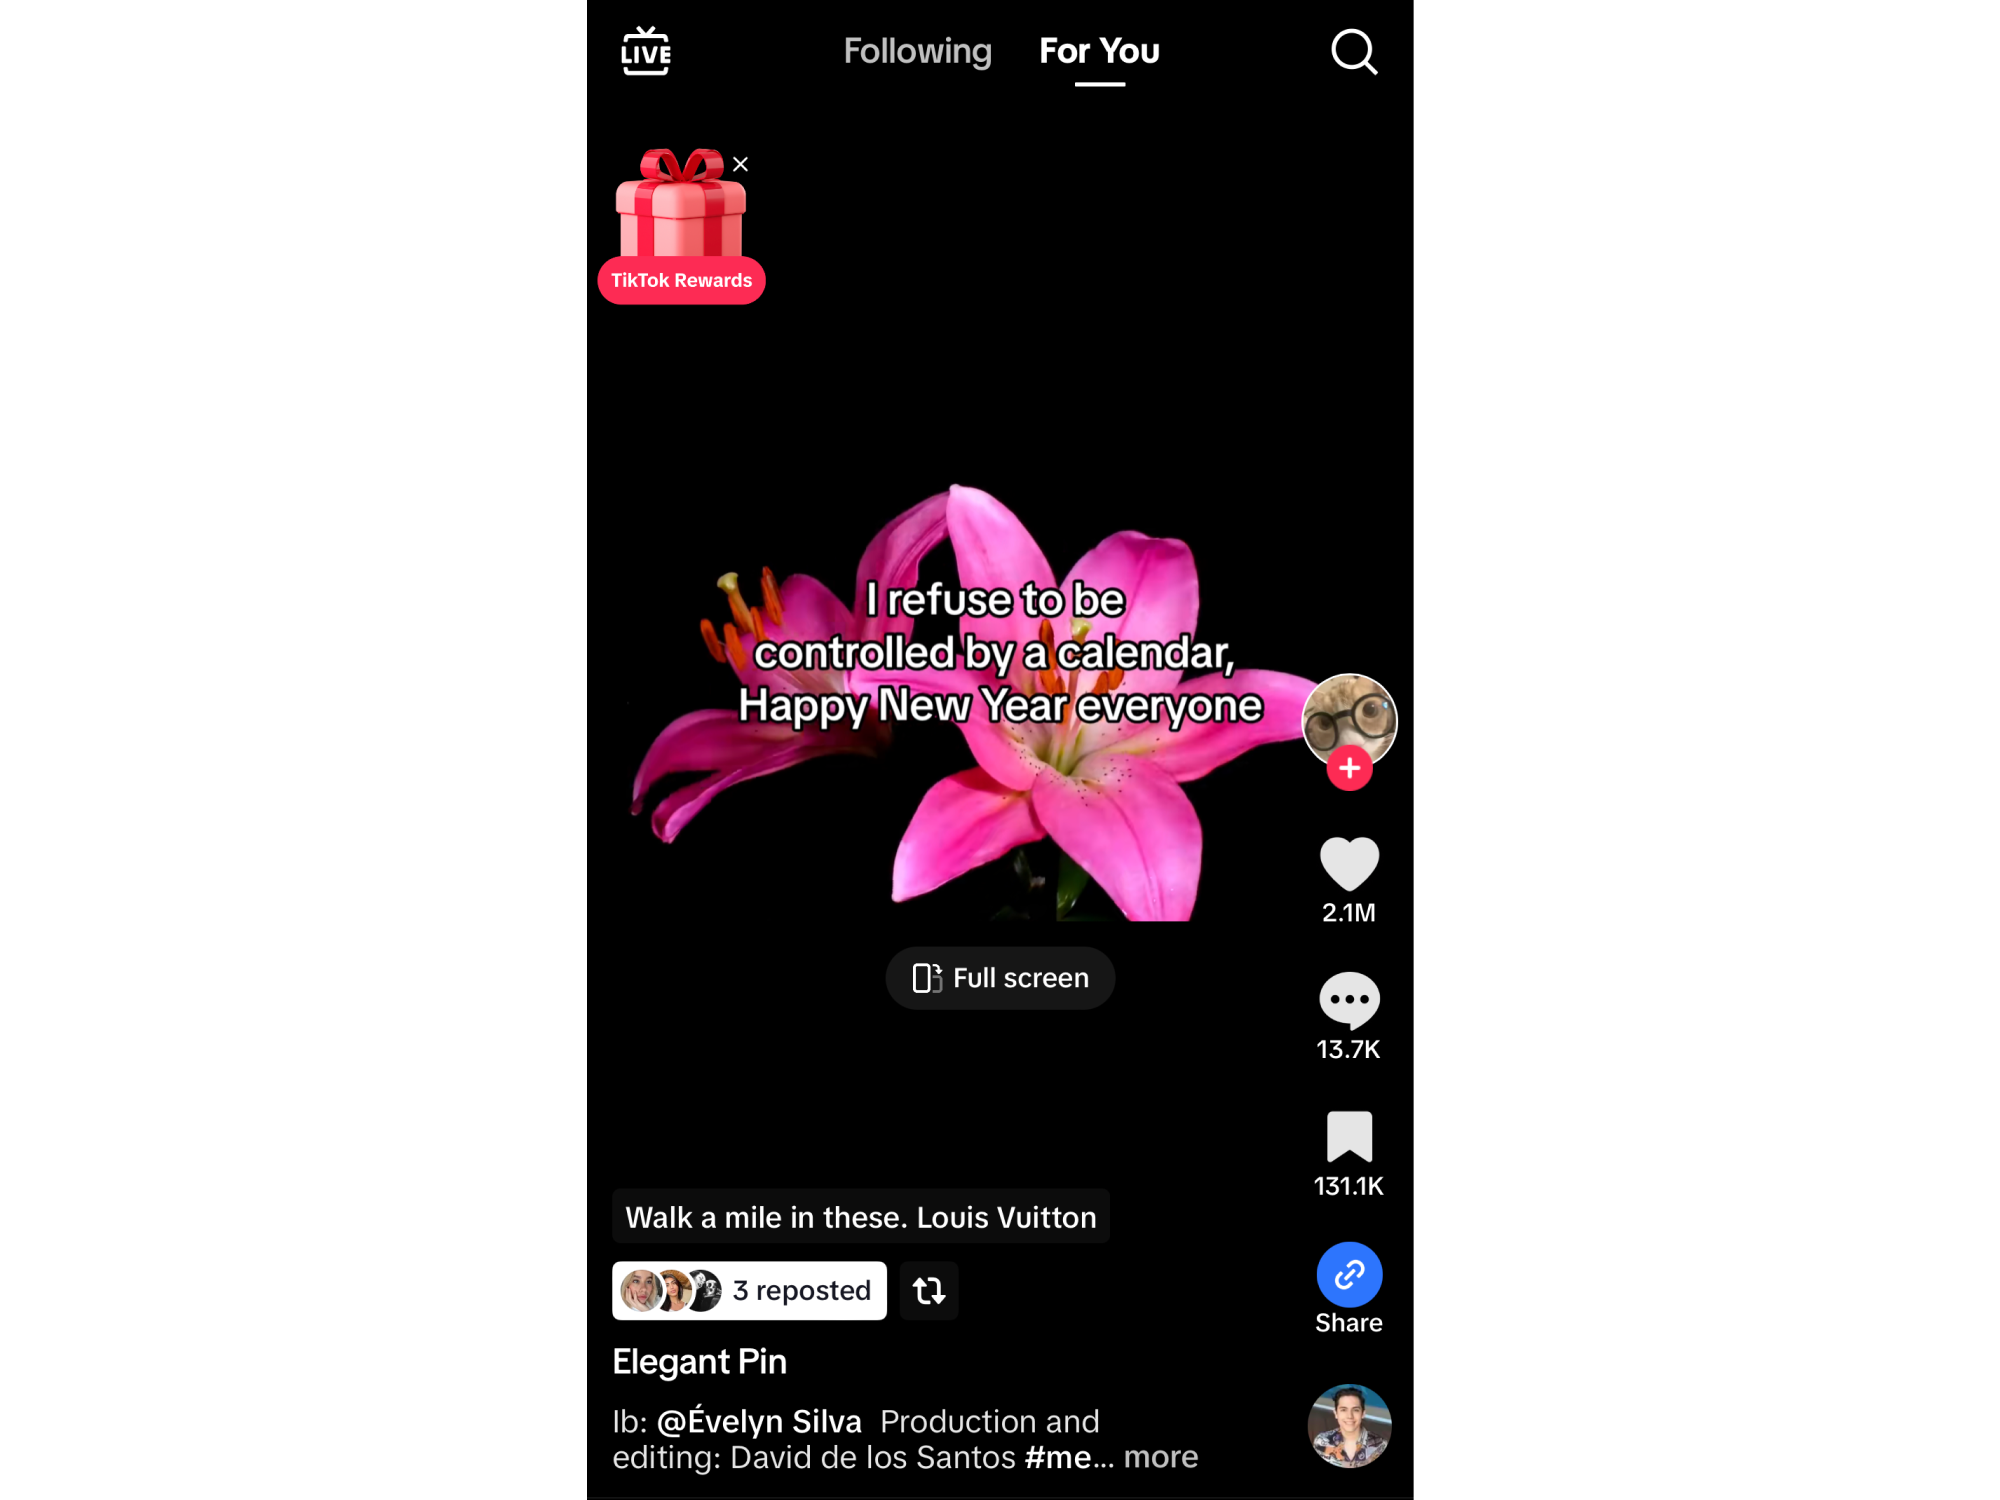 LIVE
Following
For You
TikTok Rewards
I refuse to be
controlled by a calendar,
Happy New Year everyone
2.1M
Full screen
13.7K
131.1K
Walk a mile in these. Louis Vuitton
3 reposted
Share
Elegant Pin
Ib: @Évelyn Silva Production and
editing: David de los Santos #me... more